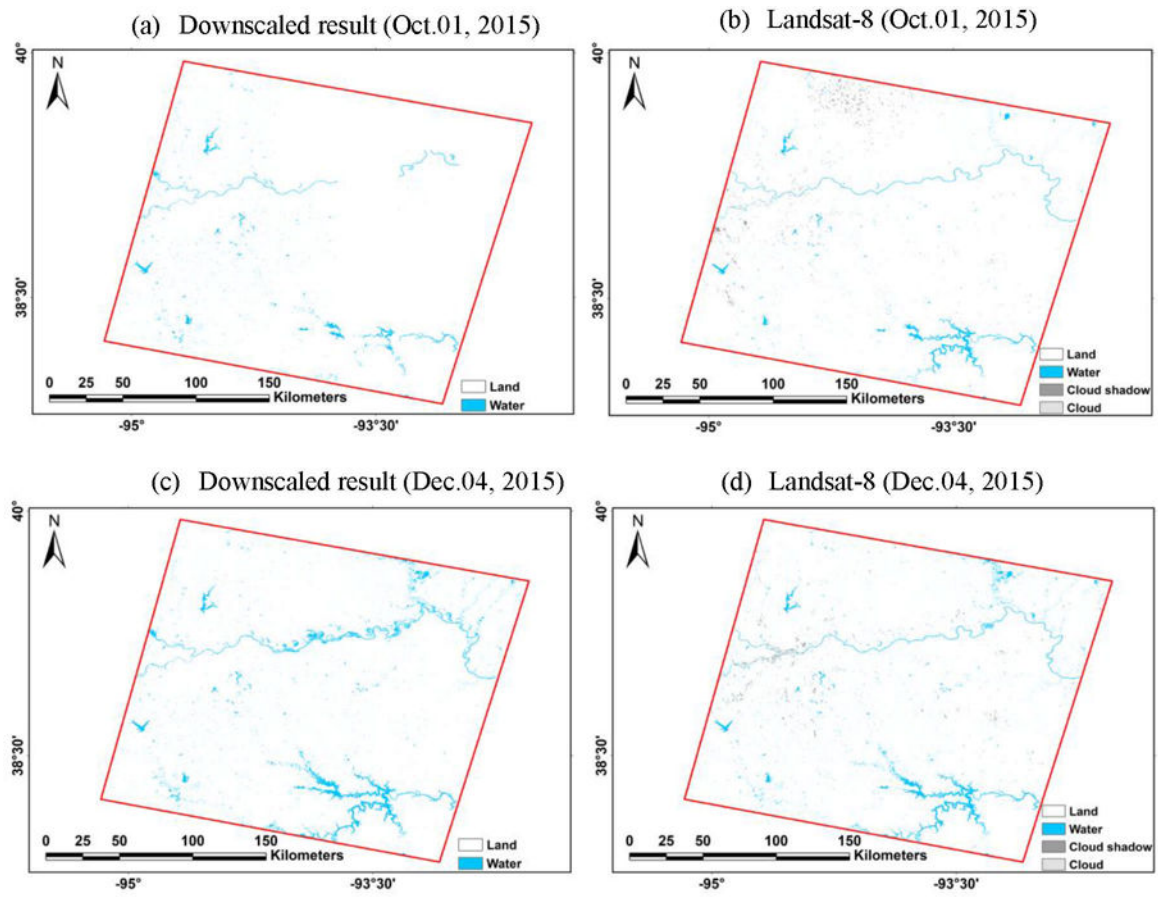 (a) Downscaled result (Oct.01, 2015)
40°
N
38°30'
0 25 50 100 150
Kilometers
Land
Water
-95° -93°30'
(b) Landsat-8 (Oct.01, 2015)
40°
N
38°30'
0 25 50 100 150
Kilometers
Land
Water
Cloud shadow
Cloud
-95° -93°30'
(c) Downscaled result (Dec.04, 2015)
40°
N
38°30'
0 25 50 100 150
Kilometers
Land
Water
-95° -93°30'
(d) Landsat-8 (Dec.04, 2015)
40°
N
38°30'
0 25 50 100 150
Kilometers
Land
Water
Cloud shadow
Cloud
-95° -93°30'